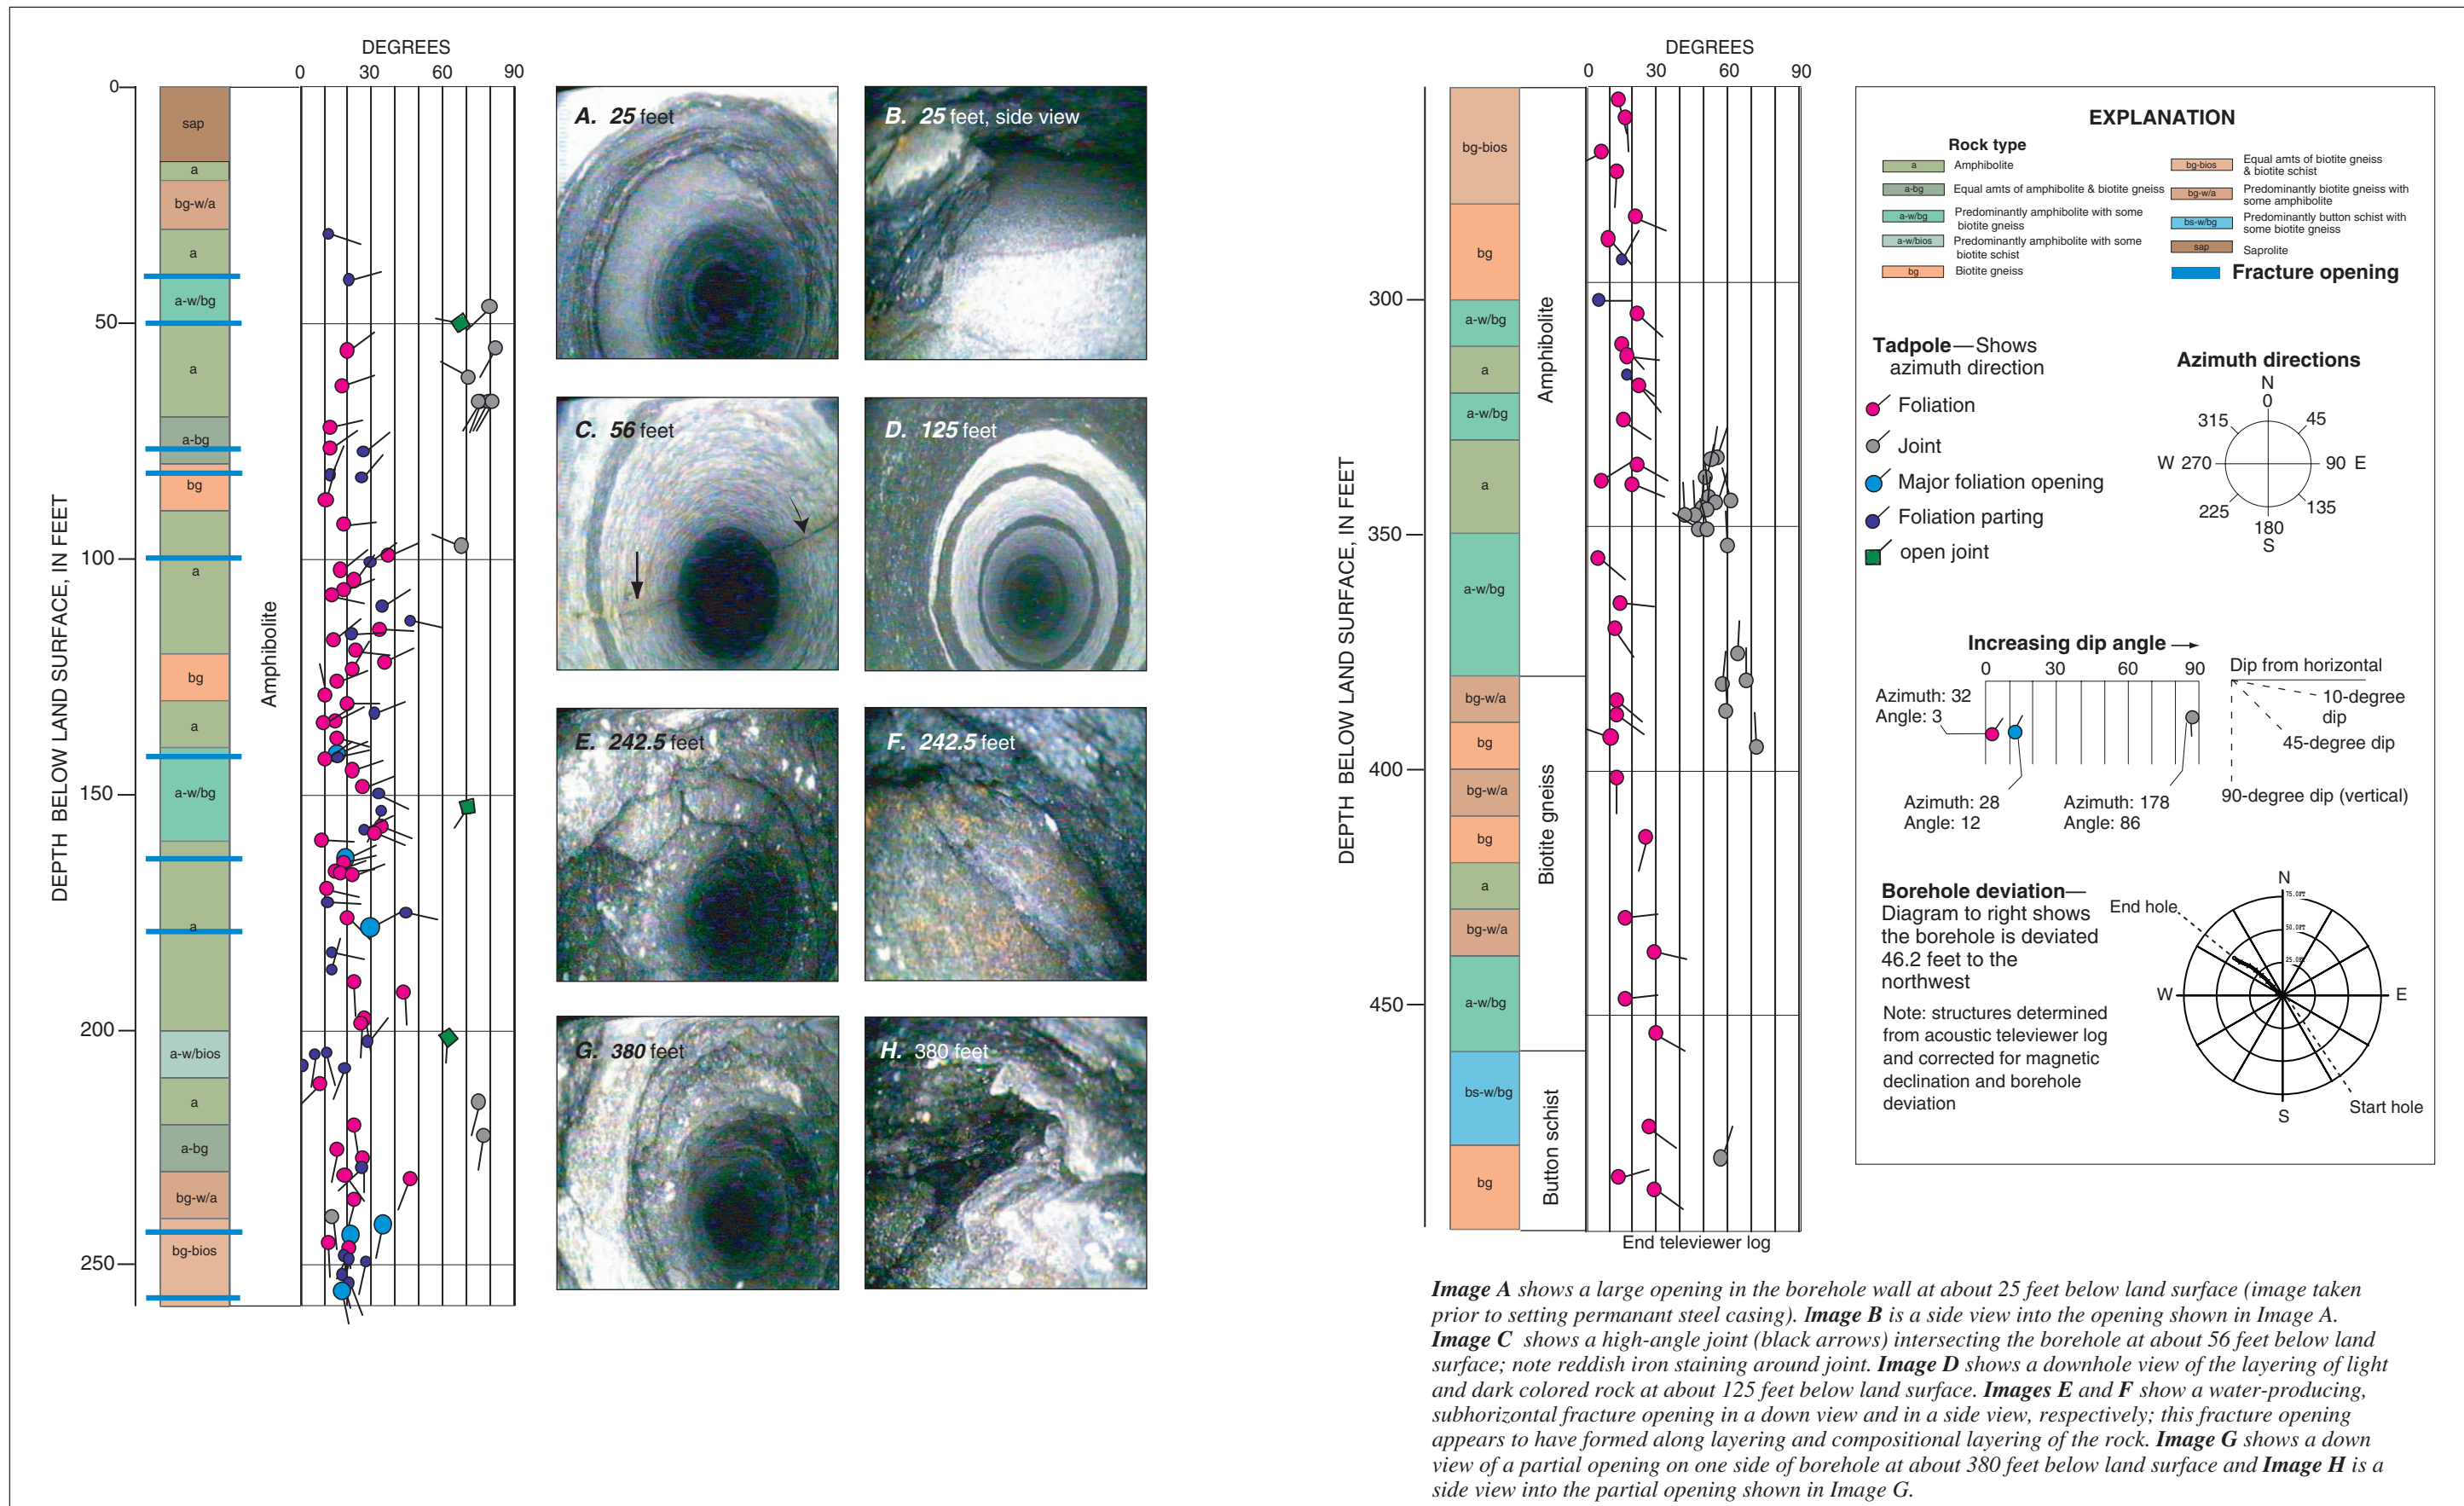 DEGREES
0 30 60 90
DEPTH BELOW LAND SURFACE, IN FEET
0
50
100
150
200
250
sap
a
bg-w/a
a
a-w/bg
a
a-bg
bg
a
bg
a
a-w/bg
a
a-w/bios
a
a-bg
bg-w/a
bg-bios
Amphibolite
A. 25 feet
B. 25 feet, side view
C. 56 feet
D. 125 feet
E. 242.5 feet
F. 242.5 feet
G. 380 feet
H. 380 feet
DEGREES
0 30 60 90
DEPTH BELOW LAND SURFACE, IN FEET
300
350
400
450
bg-bios
bg
a-w/bg
a
a-w/bg
a
a-w/bg
bg-w/a
bg
bg-w/a
bg
a
bg-w/a
a-w/bg
bs-w/bg
bg
Amphibolite
Biotite gneiss
Button schist
End televiewer log
EXPLANATION
Rock type
a Amphibolite
a-bg Equal amts of amphibolite & biotite gneiss
a-w/bg Predominantly amphibolite with some
biotite gneiss
a-w/bios Predominantly amphibolite with some
biotite schist
bg Biotite gneiss
bg-bios Equal amts of biotite gneiss
& biotite schist
bg-w/a Predominantly biotite gneiss with
some amphibolite
bs-w/bg Predominantly button schist with
some biotite gneiss
sap Saprolite
Fracture opening
Tadpole—Shows
azimuth direction
Foliation
Joint
Major foliation opening
Foliation parting
open joint
Azimuth directions
N
0
315 45
W 270 90 E
225 135
180
S
Increasing dip angle
0 30 60 90
Azimuth: 32
Angle: 3
Azimuth: 28
Angle: 12
Azimuth: 178
Angle: 86
Dip from horizontal
10-degree
dip
45-degree dip
90-degree dip (vertical)
Borehole deviation—
Diagram to right shows
the borehole is deviated
46.2 feet to the
northwest
Note: structures determined
from acoustic televiewer log
and corrected for magnetic
declination and borehole
deviation
N
75.0FT
End hole
50.0FT
25.0FT
W E
S
Start hole
Image A shows a large opening in the borehole wall at about 25 feet below land surface (image taken
prior to setting permanant steel casing). Image B is a side view into the opening shown in Image A.
Image C shows a high-angle joint (black arrows) intersecting the borehole at about 56 feet below land
surface; note reddish iron staining around joint. Image D shows a downhole view of the layering of light
and dark colored rock at about 125 feet below land surface. Images E and F show a water-producing,
subhorizontal fracture opening in a down view and in a side view, respectively; this fracture opening
appears to have formed along layering and compositional layering of the rock. Image G shows a down
view of a partial opening on one side of borehole at about 380 feet below land surface and Image H is a
side view into the partial opening shown in Image G.